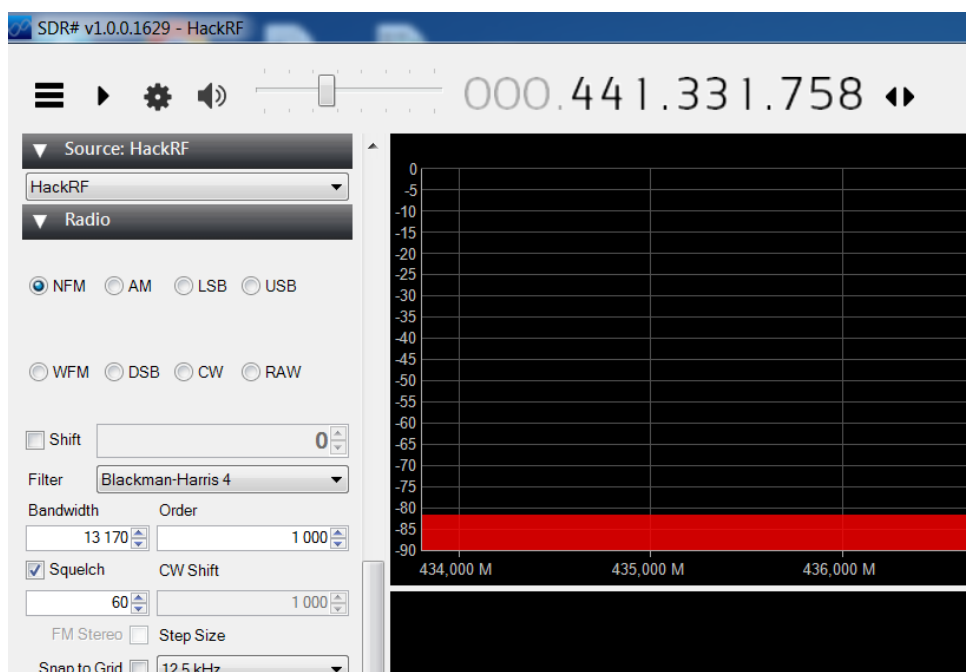 SDR# v1.0.0.1629 - HackRF
000.441.331.758
Source: HackRF
HackRF
Radio
NFM AM LSB USB
WFM DSB CW RAW
Shift 0
Filter Blackman-Harris 4
Bandwidth Order
13 170 1 000
Squelch CW Shift
60 1 000
FM Stereo Step Size
Snap to Grid 12.5 kHz
0
-5
-10
-15
-20
-25
-30
-35
-40
-45
-50
-55
-60
-65
-70
-75
-80
-85
-90
434,000 M 435,000 M 436,000 M